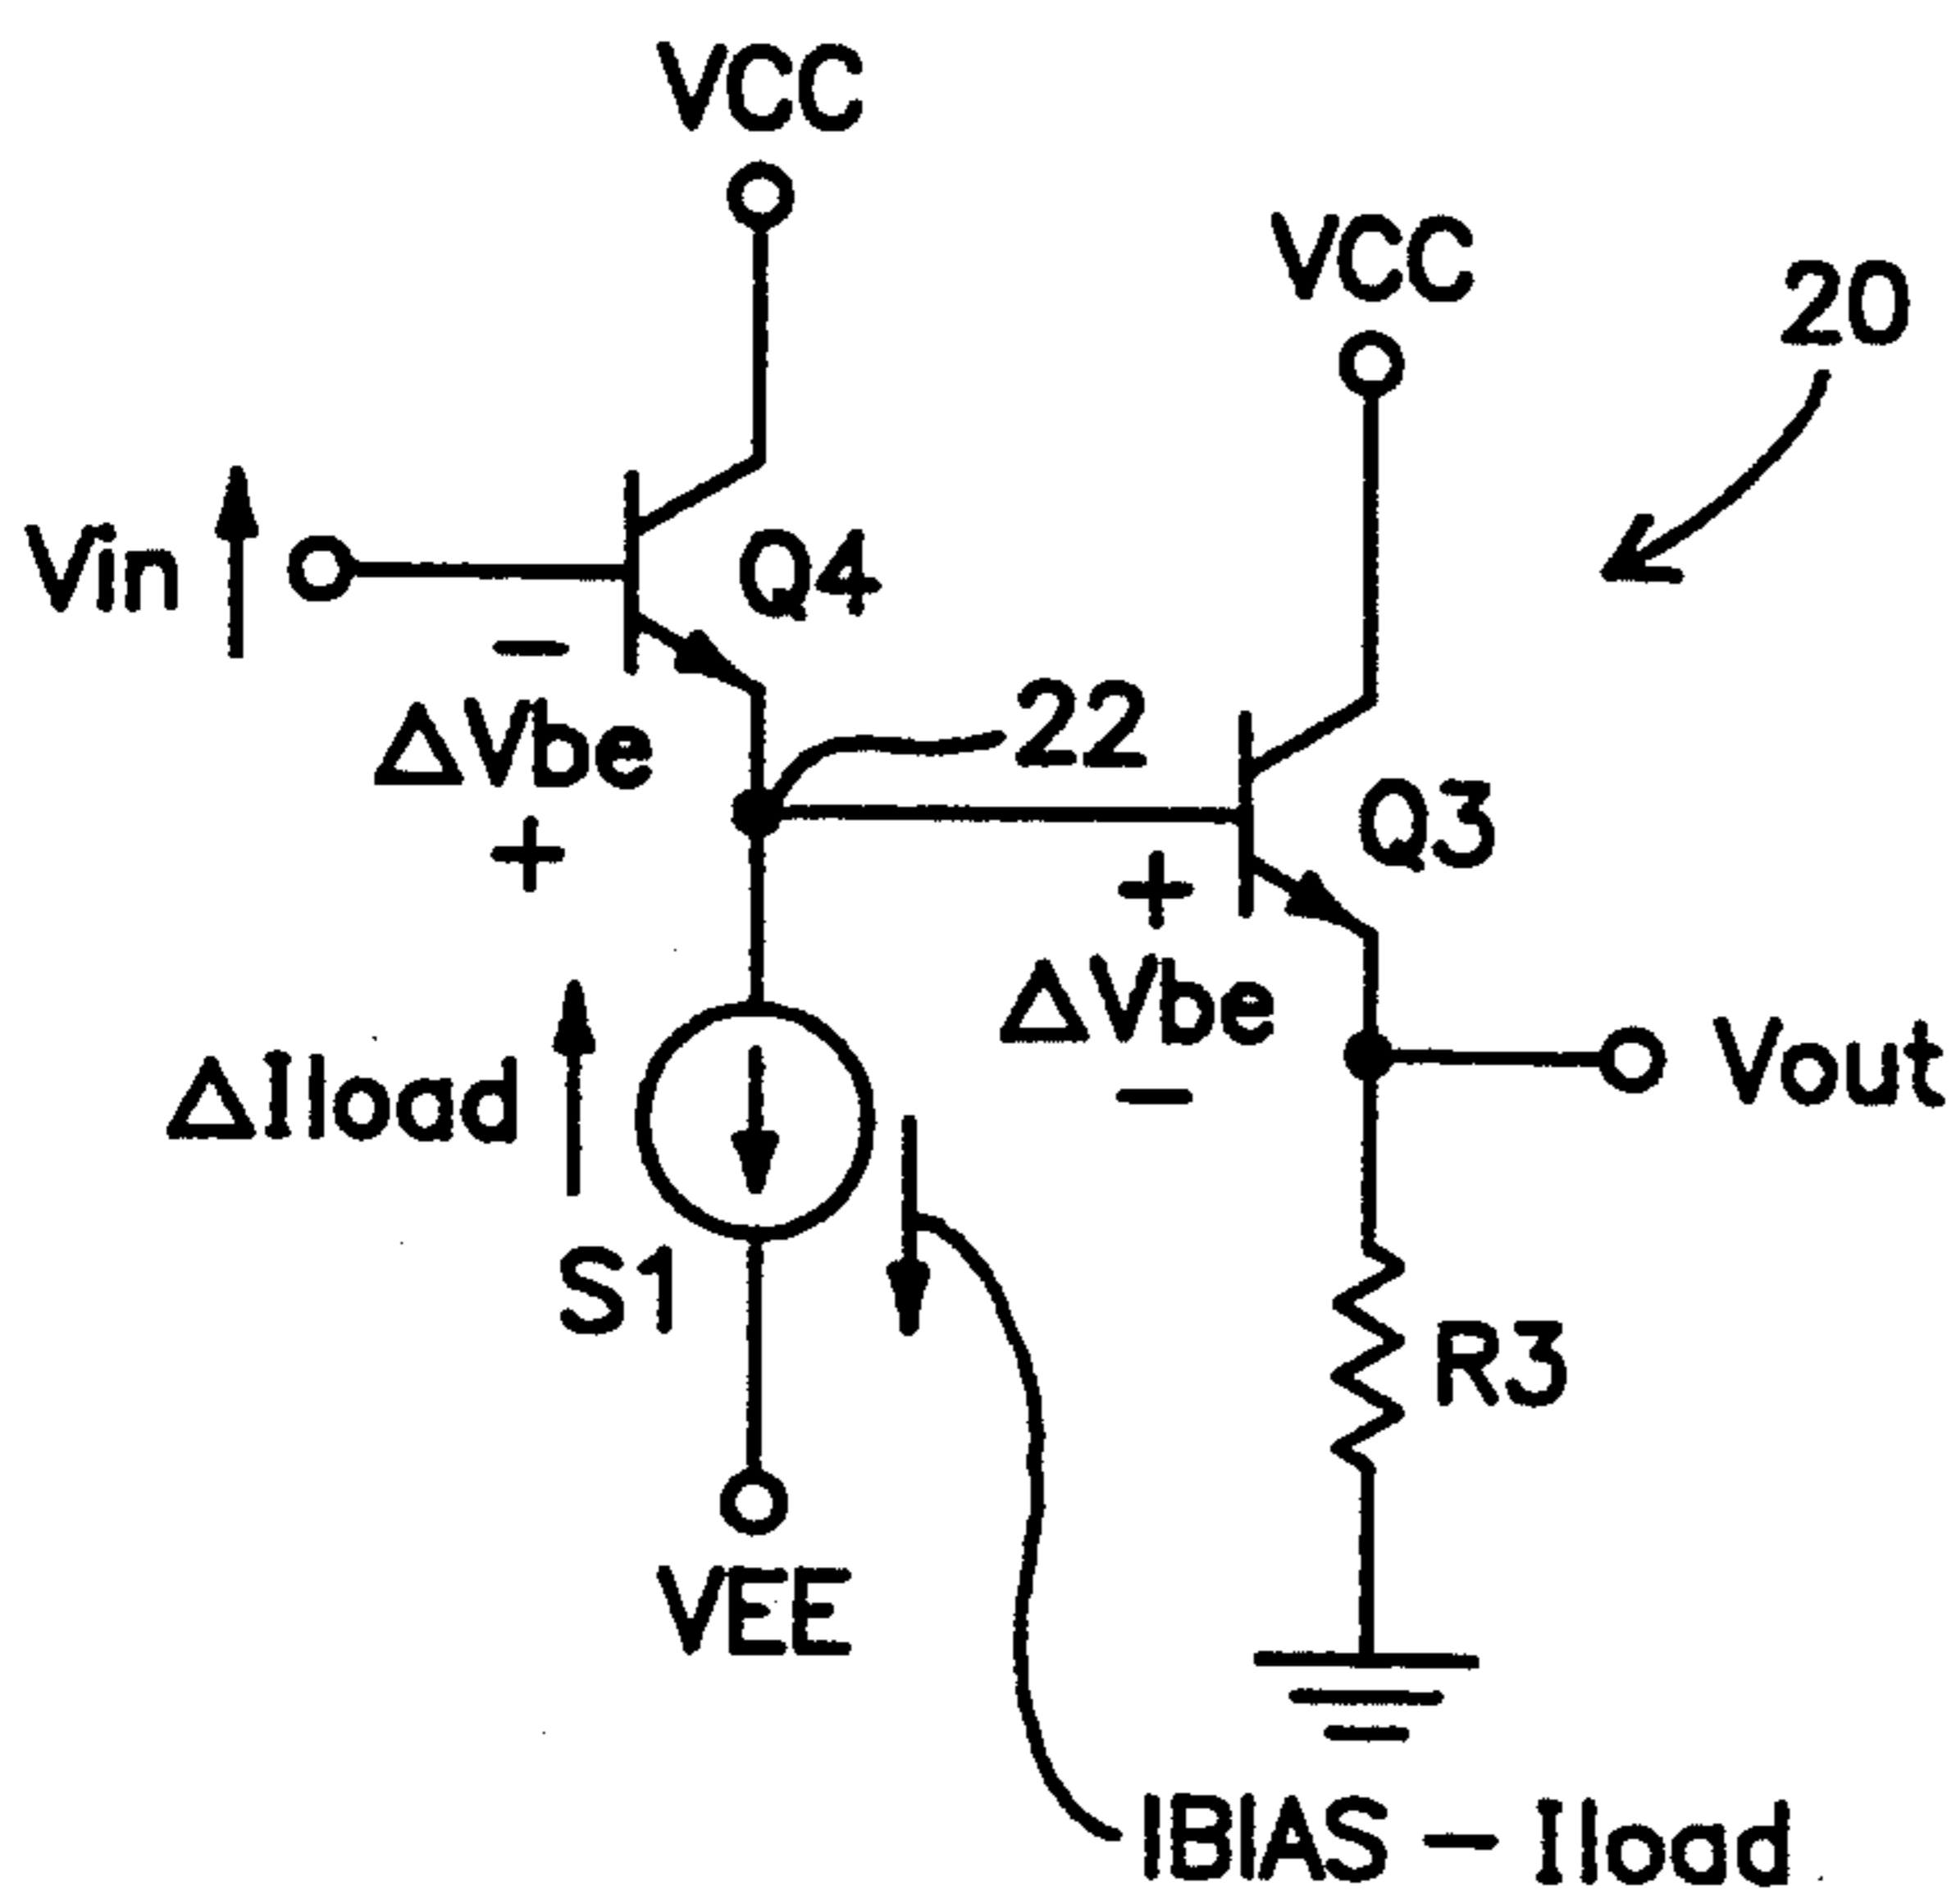 VCC
VCC
20
Vin
Q4
−
ΔVbe
+
22
Q3
+
ΔVbe
−
Vout
ΔIload
S1
R3
VEE
IBIAS − Iload